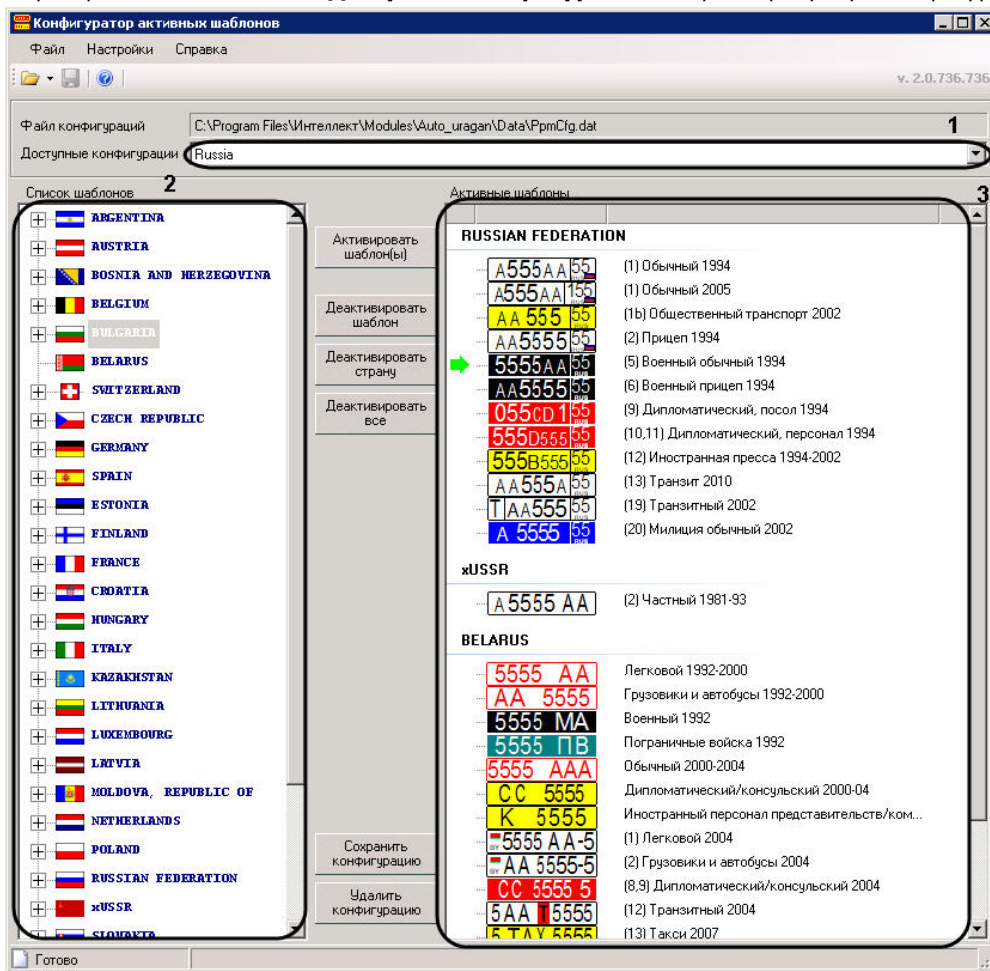 Конфигуратор активных шаблонов
Файл Настройки Справка
v. 2.0.736.736
Файл конфигураций C:\Program Files\Интеллект\Modules\Auto_uragan\Data\PpmCfg.dat
1
Доступные конфигурации Russia
Список шаблонов 2
Активные шаблоны 3
ARGENTINA
AUSTRIA
BOSNIA AND HERZEGOVINA
BELGIUM
BULGARIA
BELARUS
SWITZERLAND
CZECH REPUBLIC
GERMANY
SPAIN
ESTONIA
FINLAND
FRANCE
CROATIA
HUNGARY
ITALY
KAZAKHSTAN
LITHUANIA
LUXEMBOURG
LATVIA
MOLDOVA, REPUBLIC OF
NETHERLANDS
POLAND
RUSSIAN FEDERATION
xUSSR
SLOVAKIA
Активировать
шаблон(ы)
Деактивировать
шаблон
Деактивировать
страну
Деактивировать
все
Сохранить
конфигурацию
Удалить
конфигурацию
RUSSIAN FEDERATION
A555AA 55 (1) Обычный 1994
A555AA 155 (1) Обычный 2005
AA 555 55 (1b) Общественный транспорт 2002
AA5555 55 (2) Прицеп 1994
5555AA 55 (5) Военный обычный 1994
AA5555 55 (6) Военный прицеп 1994
055CD 1 55 (9) Дипломатический, посол 1994
555D555 55 (10,11) Дипломатический, персонал 1994
555B555 55 (12) Иностранная пресса 1994-2002
AA555A 55 (13) Транзит 2010
T AA555 55 (19) Транзитный 2002
A 5555 55 (20) Милиция обычный 2002
xUSSR
A 5555 AA (2) Частный 1981-93
BELARUS
5555 AA Легковой 1992-2000
AA 5555 Грузовики и автобусы 1992-2000
5555 MA Военный 1992
5555 ПВ Пограничные войска 1992
5555 AAA Обычный 2000-2004
CC 5555 Дипломатический/консульский 2000-04
K 5555 Иностранный персонал представительств/ком...
5555 AA-5 (1) Легковой 2004
AA 5555-5 (2) Грузовики и автобусы 2004
CC 5555 5 (8,9) Дипломатический/консульский 2004
5AA T 5555 (12) Транзитный 2004
5 TAX 5555 (13) Такси 2007
Готово